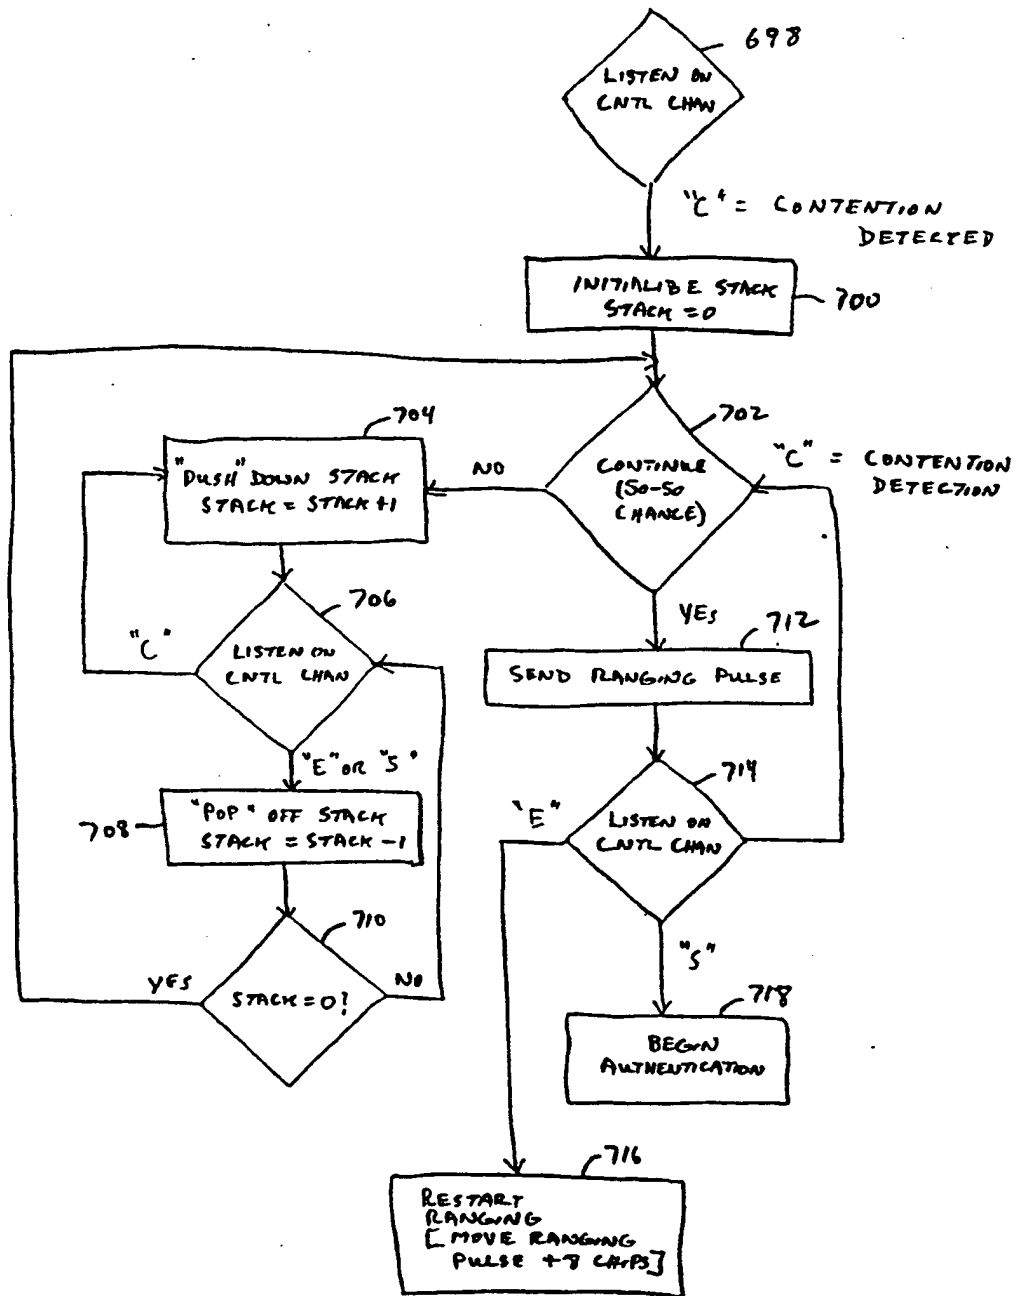 698
LISTEN ON
CNTL CHAN
"C" = CONTENTION
DETECTED
INITIALIBE STACK
STACK = 0
700
704
702
"PUSH" DOWN STACK
STACK = STACK +1
NO
CONTINUE
(50-50
CHANCE)
"C" = CONTENTION
DETECTION
706
"C"
LISTEN ON
CNTL CHAN
YES
712
SEND RANGING PULSE
"E" OR "S"
708
"POP" OFF STACK
STACK = STACK -1
714
"E"
LISTEN ON
CNTL CHAN
710
YES
STACK = 0?
NO
"S"
718
BEGIN
AUTHENTICATION
716
RESTART
RANGING
[MOVE RANGING
PULSE +8 CHIPS]